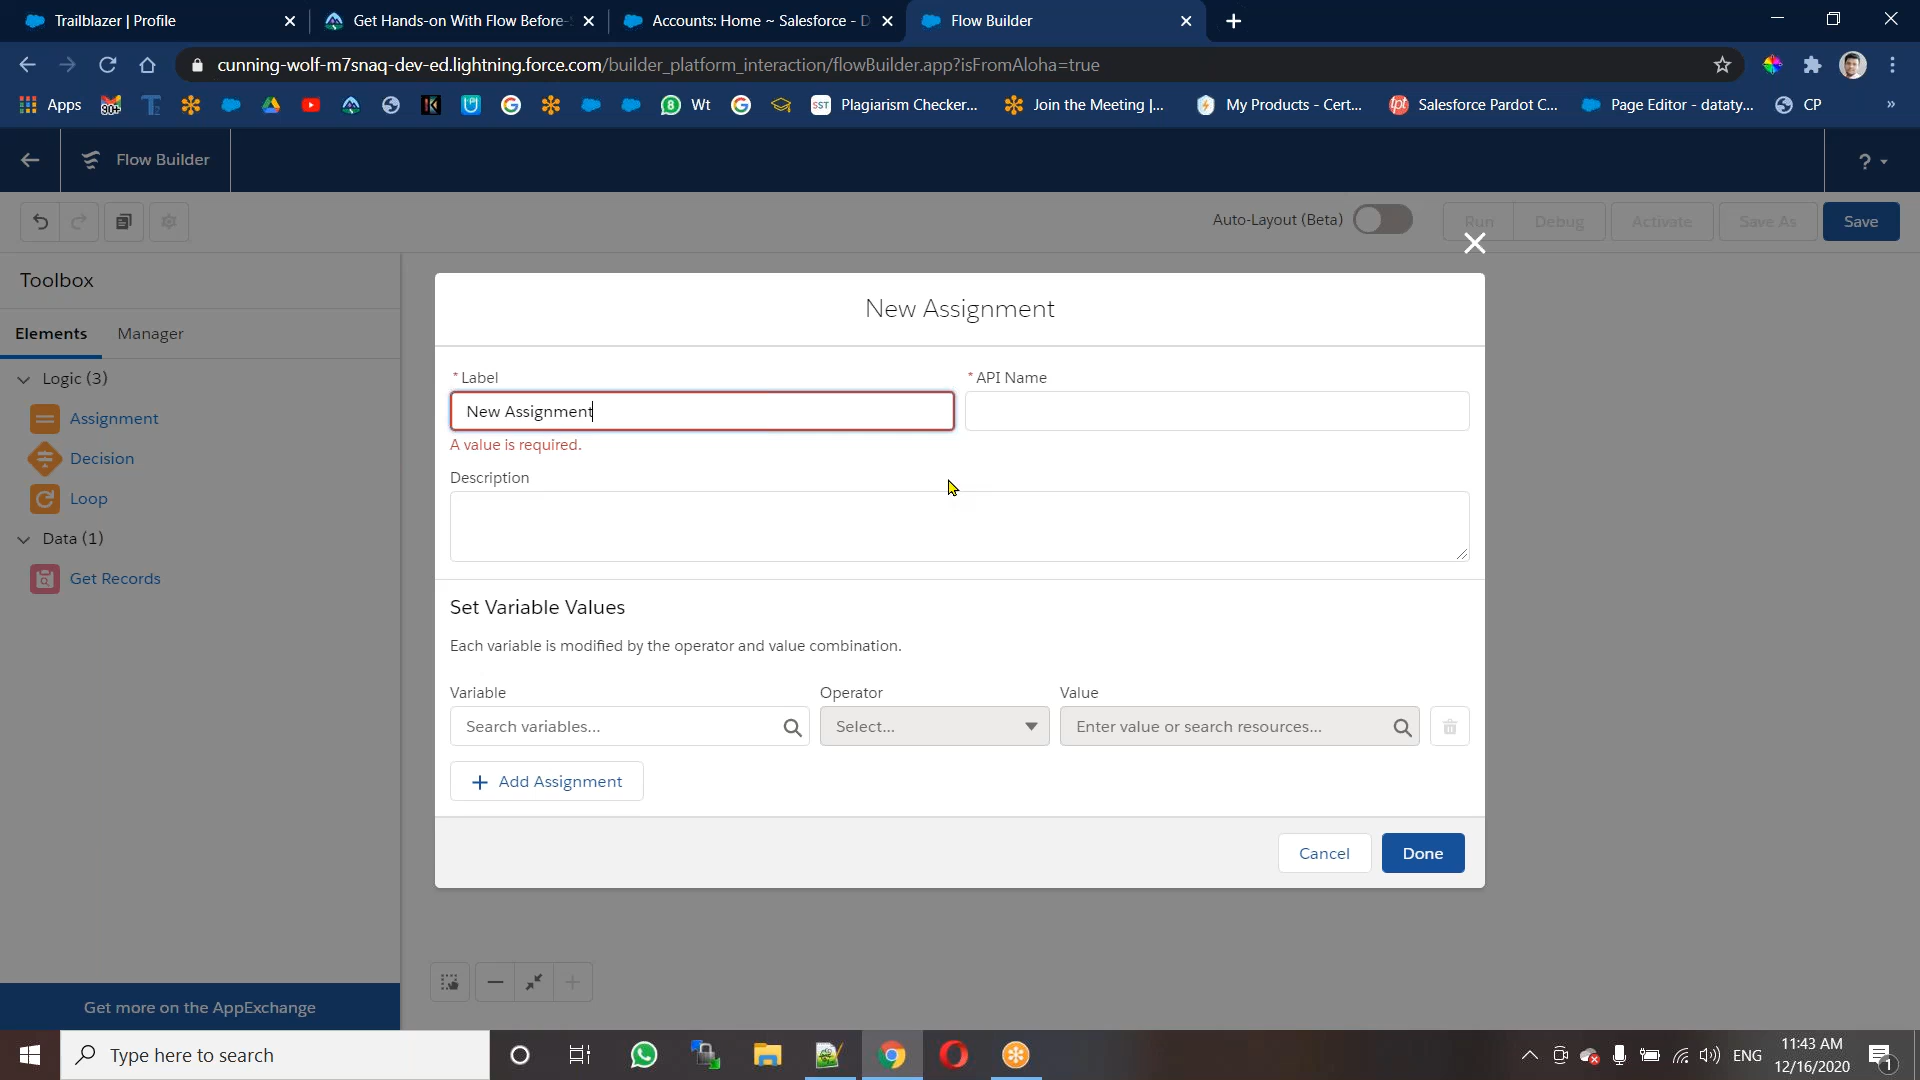 Trailblazer | Profile
Get Hands-on With Flow Before-
Accounts: Home ~ Salesforce - D
Flow Builder
cunning-wolf-m7snaq-dev-ed.lightning.force.com/builder_platform_interaction/flowBuilder.app?isFromAloha=true
Apps
90+
Wt
SST
Plagiarism Checker...
Join the Meeting |...
My Products - Cert...
Salesforce Pardot C...
Page Editor - dataty...
CP
Flow Builder
?
Auto-Layout (Beta)
Run
Debug
Activate
Save As
Save
Toolbox
Elements
Manager
Logic (3)
Assignment
Decision
Loop
Data (1)
Get Records
Get more on the AppExchange
New Assignment
* Label
* API Name
New Assignment
A value is required.
Description
Set Variable Values
Each variable is modified by the operator and value combination.
Variable
Operator
Value
Search variables...
Select...
Enter value or search resources...
+ Add Assignment
Cancel
Done
Type here to search
ENG
11:43 AM
12/16/2020
1